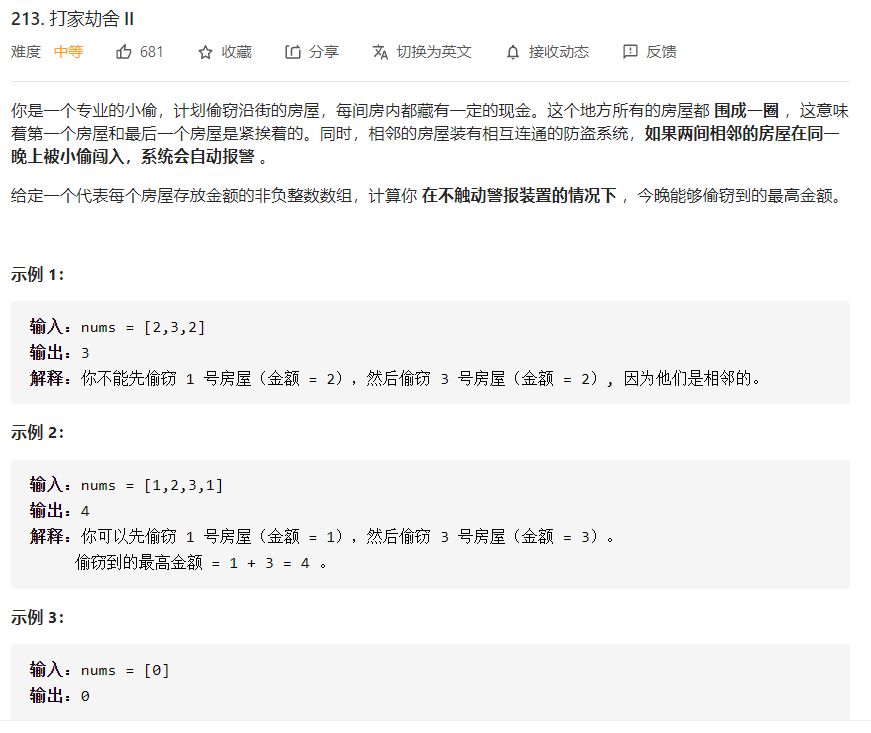 213. 打家劫舍 II
难度 中等 681 收藏 分享 切换为英文 接收动态 反馈
你是一个专业的小偷，计划偷窃沿街的房屋，每间房内都藏有一定的现金。这个地方所有的房屋都 围成一圈 ，这意味
着第一个房屋和最后一个房屋是紧挨着的。同时，相邻的房屋装有相互连通的防盗系统，如果两间相邻的房屋在同一
晚上被小偷闯入，系统会自动报警 。
给定一个代表每个房屋存放金额的非负整数数组，计算你 在不触动警报装置的情况下 ，今晚能够偷窃到的最高金额。
示例 1：
输入：nums = [2,3,2]
输出：3
解释：你不能先偷窃 1 号房屋（金额 = 2），然后偷窃 3 号房屋（金额 = 2）, 因为他们是相邻的。
示例 2：
输入：nums = [1,2,3,1]
输出：4
解释：你可以先偷窃 1 号房屋（金额 = 1），然后偷窃 3 号房屋（金额 = 3）。
偷窃到的最高金额 = 1 + 3 = 4 。
示例 3：
输入：nums = [0]
输出：0